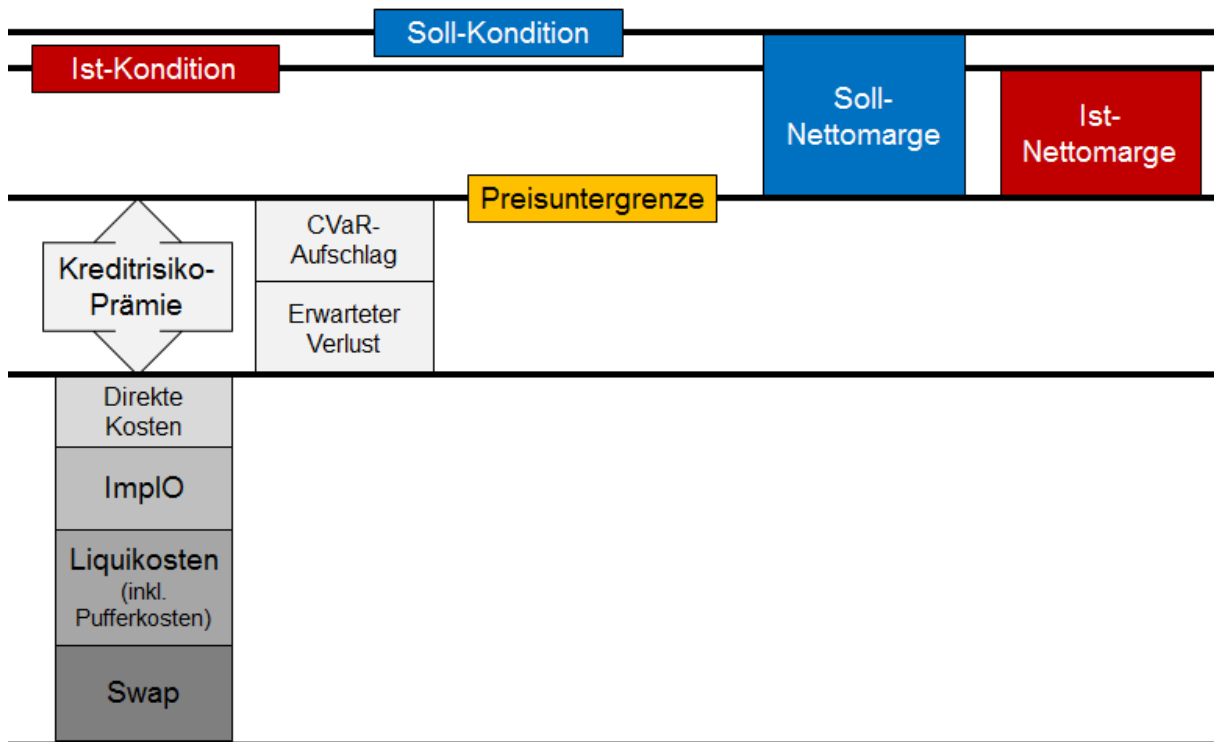 Soll-Kondition
Ist-Kondition
Soll-
Nettomarge
Ist-
Nettomarge
Preisuntergrenze
Kreditrisiko-
Prämie
CVaR-
Aufschlag
Erwarteter
Verlust
Direkte
Kosten
ImplO
Liquikosten
(inkl.
Pufferkosten)
Swap